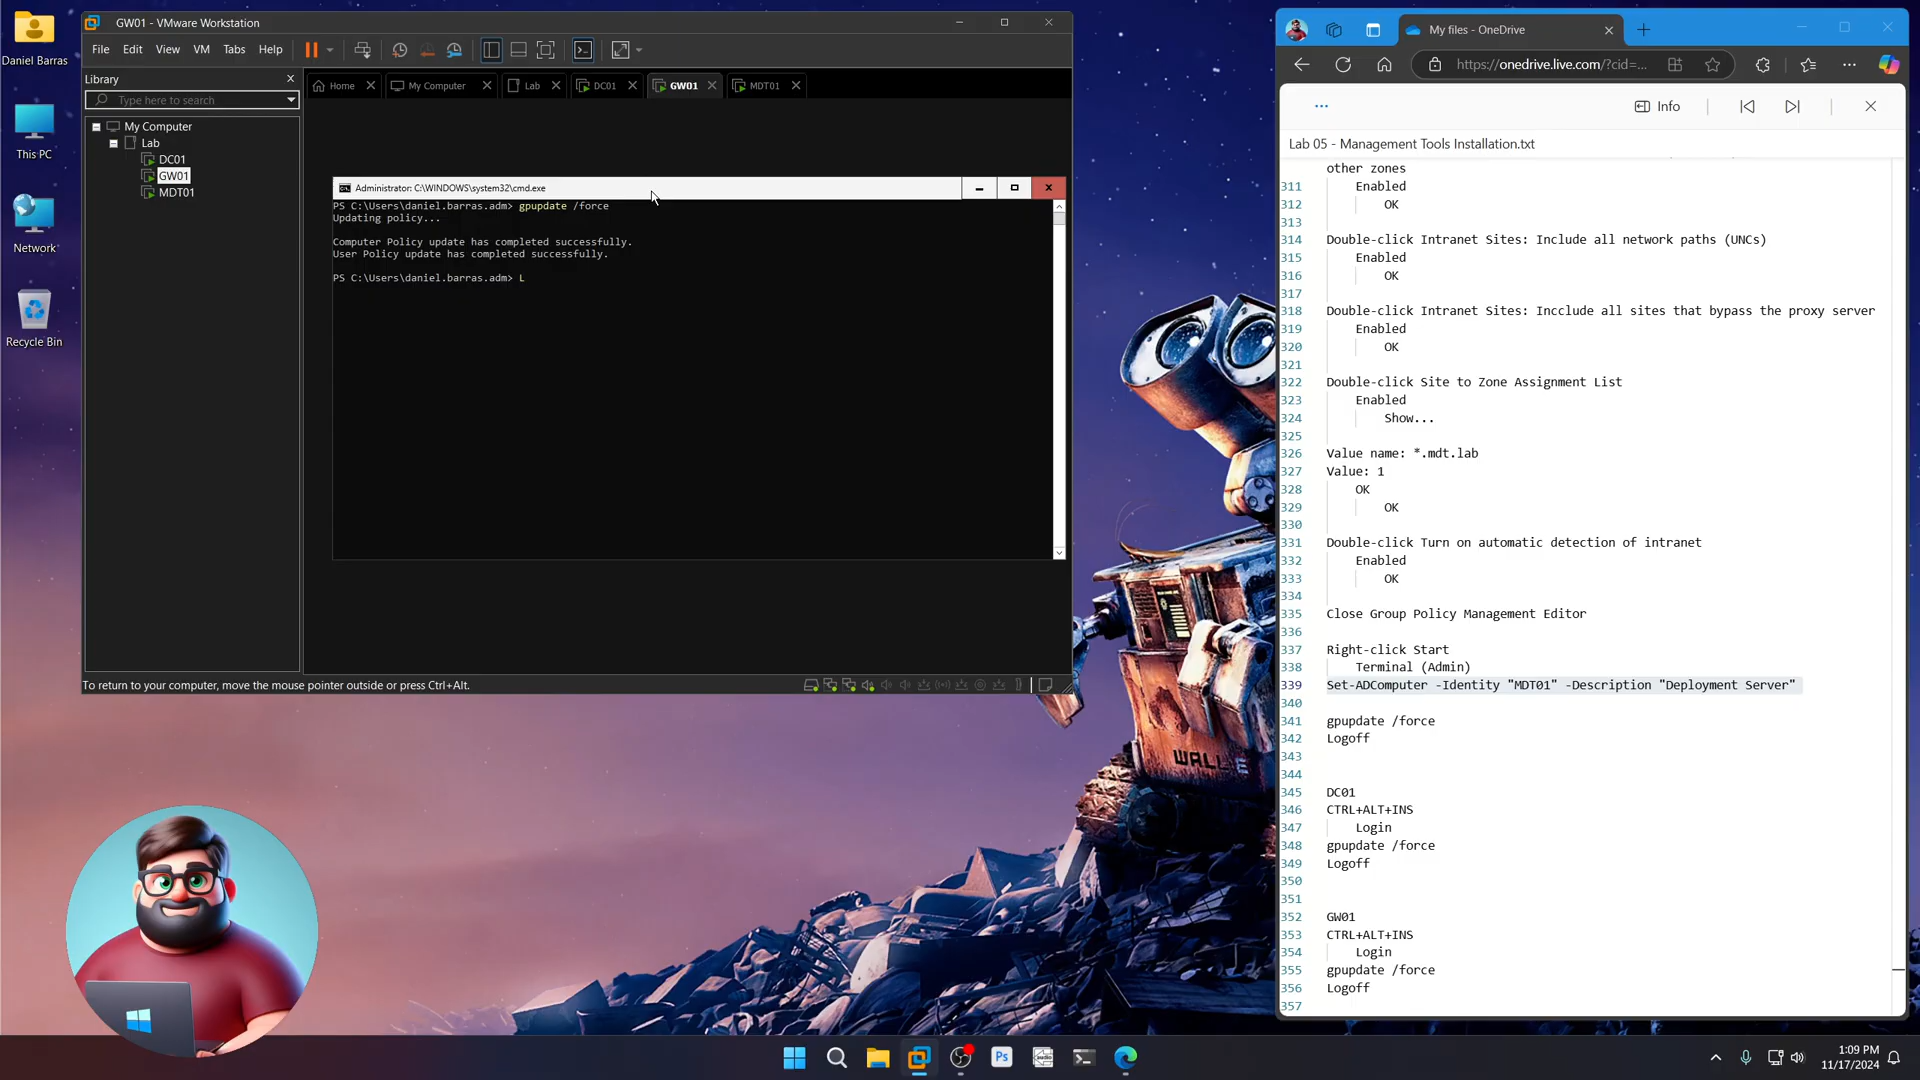 Daniel Barras
This PC
Network
Recycle Bin
GW01 - VMware Workstation
File Edit View VM Tabs Help
Library
Type here to search
My Computer
Lab
DC01
GW01
MDT01
Home
My Computer
Lab
DC01
GW01
MDT01
Administrator: C:\WINDOWS\system32\cmd.exe
PS C:\Users\daniel.barras.adm> gpupdate /force
Updating policy...
Computer Policy update has completed successfully.
User Policy update has completed successfully.
PS C:\Users\daniel.barras.adm> L
To return to your computer, move the mouse pointer outside or press Ctrl+Alt.
My files - OneDrive
https://onedrive.live.com/?cid=...
Info
Lab 05 - Management Tools Installation.txt
other zones
311 Enabled
312 OK
313
314 Double-click Intranet Sites: Include all network paths (UNCs)
315 Enabled
316 OK
317
318 Double-click Intranet Sites: Incclude all sites that bypass the proxy server
319 Enabled
320 OK
321
322 Double-click Site to Zone Assignment List
323 Enabled
324 Show...
325
326 Value name: *.mdt.lab
327 Value: 1
328 OK
329 OK
330
331 Double-click Turn on automatic detection of intranet
332 Enabled
333 OK
334
335 Close Group Policy Management Editor
336
337 Right-click Start
338 Terminal (Admin)
339 Set-ADComputer -Identity "MDT01" -Description "Deployment Server"
340
341 gpupdate /force
342 Logoff
343
344
345 DC01
346 CTRL+ALT+INS
347 Login
348 gpupdate /force
349 Logoff
350
351
352 GW01
353 CTRL+ALT+INS
354 Login
355 gpupdate /force
356 Logoff
357
WALL
Ps
1:09 PM
11/17/2024